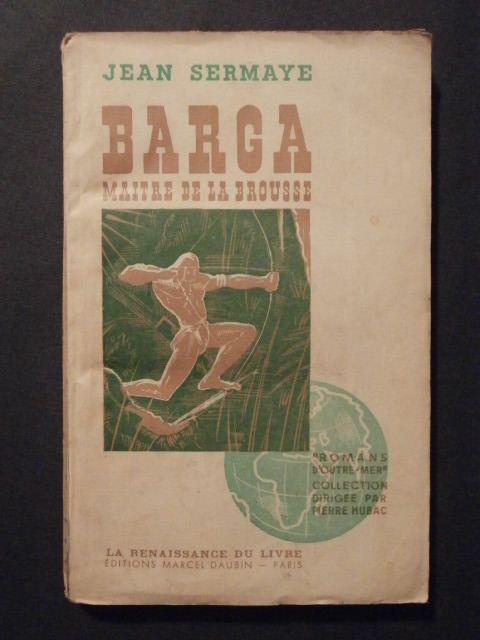 JEAN SERMAYE
BARGA
MAITRE DE LA BROUSSE
"ROMANS
D'OUTRE-MER"
COLLECTION
DIRIGÉE PAR
PIERRE HUBAC
LA RENAISSANCE DU LIVRE
ÉDITIONS MARCEL DAUBIN — PARIS